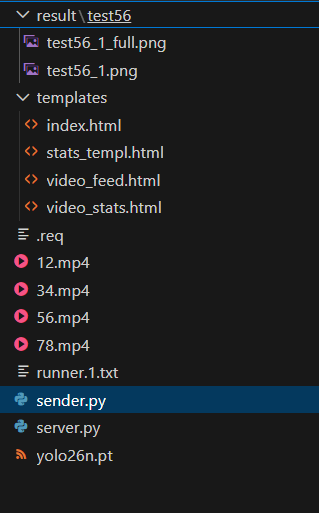 result\test56
test56_1_full.png
test56_1.png
templates
index.html
stats_templ.html
video_feed.html
video_stats.html
.req
12.mp4
34.mp4
56.mp4
78.mp4
runner.1.txt
sender.py
server.py
yolo26n.pt